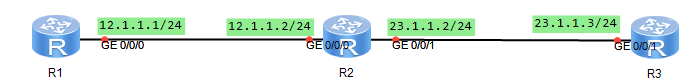 12.1.1.1/24
12.1.1.2/24
23.1.1.2/24
23.1.1.3/24
R
R
R
GE 0/0/0
GE 0/0/0
GE 0/0/1
GE 0/0/1
R1
R2
R3